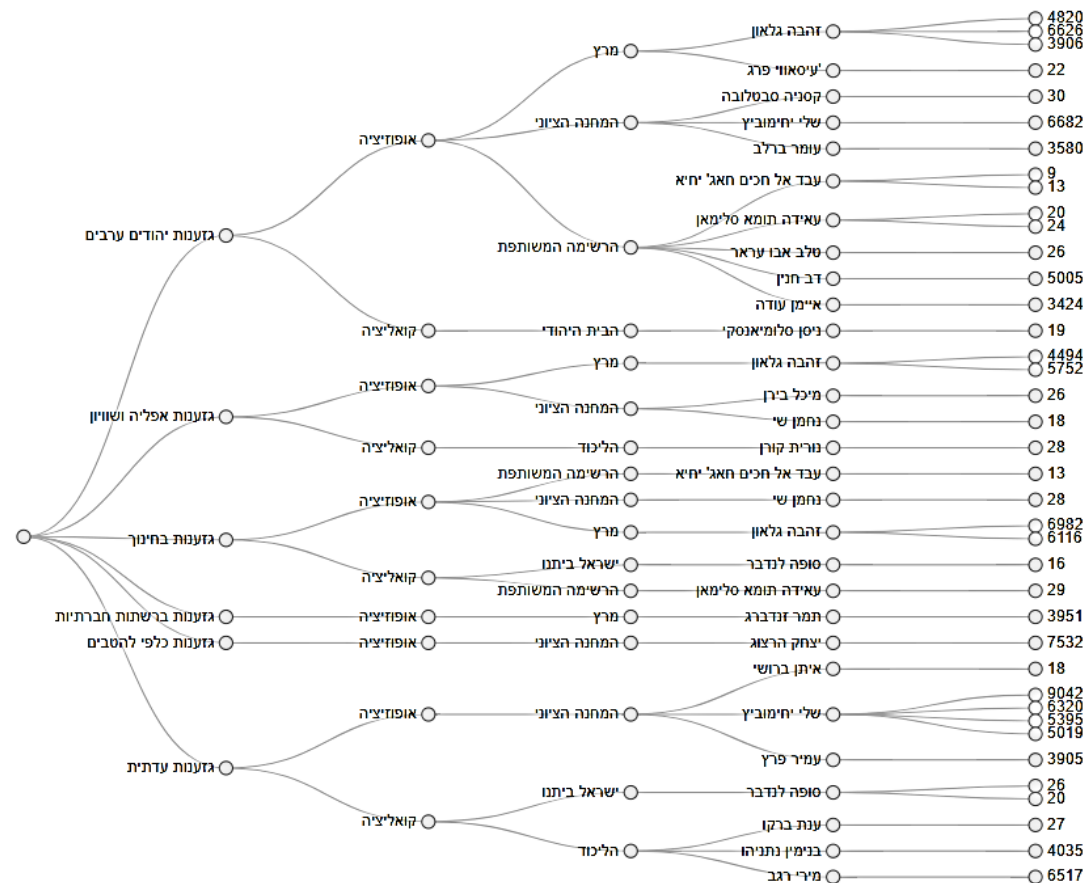 גזענות יהודים ערבים
אופוזיציה
מרץ
זהבה גלאון
4820
6626
3906
עיסאווי פרג'
22
המחנה הציוני
קסניה סבטלובה
30
שלי יחימוביץ
6682
עומר ברלב
3580
הרשימה המשותפת
עבד אל חכים חאג' יחיא
9
13
עאידה תומא סלימאן
20
24
טלב אבו עראר
26
דב חנין
5005
איימן עודה
3424
קואליציה
הבית היהודי
ניסן סלומיאנסקי
19
גזענות אפליה ושוויון
אופוזיציה
מרץ
זהבה גלאון
4494
5752
המחנה הציוני
מיכל בירן
26
נחמן שי
18
קואליציה
הליכוד
נורית קורן
28
גזענות בחינוך
אופוזיציה
הרשימה המשותפת
עבד אל חכים חאג' יחיא
13
המחנה הציוני
נחמן שי
28
מרץ
זהבה גלאון
6982
6116
קואליציה
ישראל ביתנו
סופה לנדבר
16
הרשימה המשותפת
עאידה תומא סלימאן
29
גזענות ברשתות חברתיות
אופוזיציה
מרץ
תמר זנדברג
3951
גזענות כלפי להטבים
אופוזיציה
המחנה הציוני
יצחק הרצוג
7532
גזענות עדתית
אופוזיציה
המחנה הציוני
איתן ברושי
18
שלי יחימוביץ
9042
6320
5395
5019
עמיר פרץ
3905
קואליציה
ישראל ביתנו
סופה לנדבר
26
20
הליכוד
ענת ברקו
27
בנימין נתניהו
4035
מירי רגב
6517